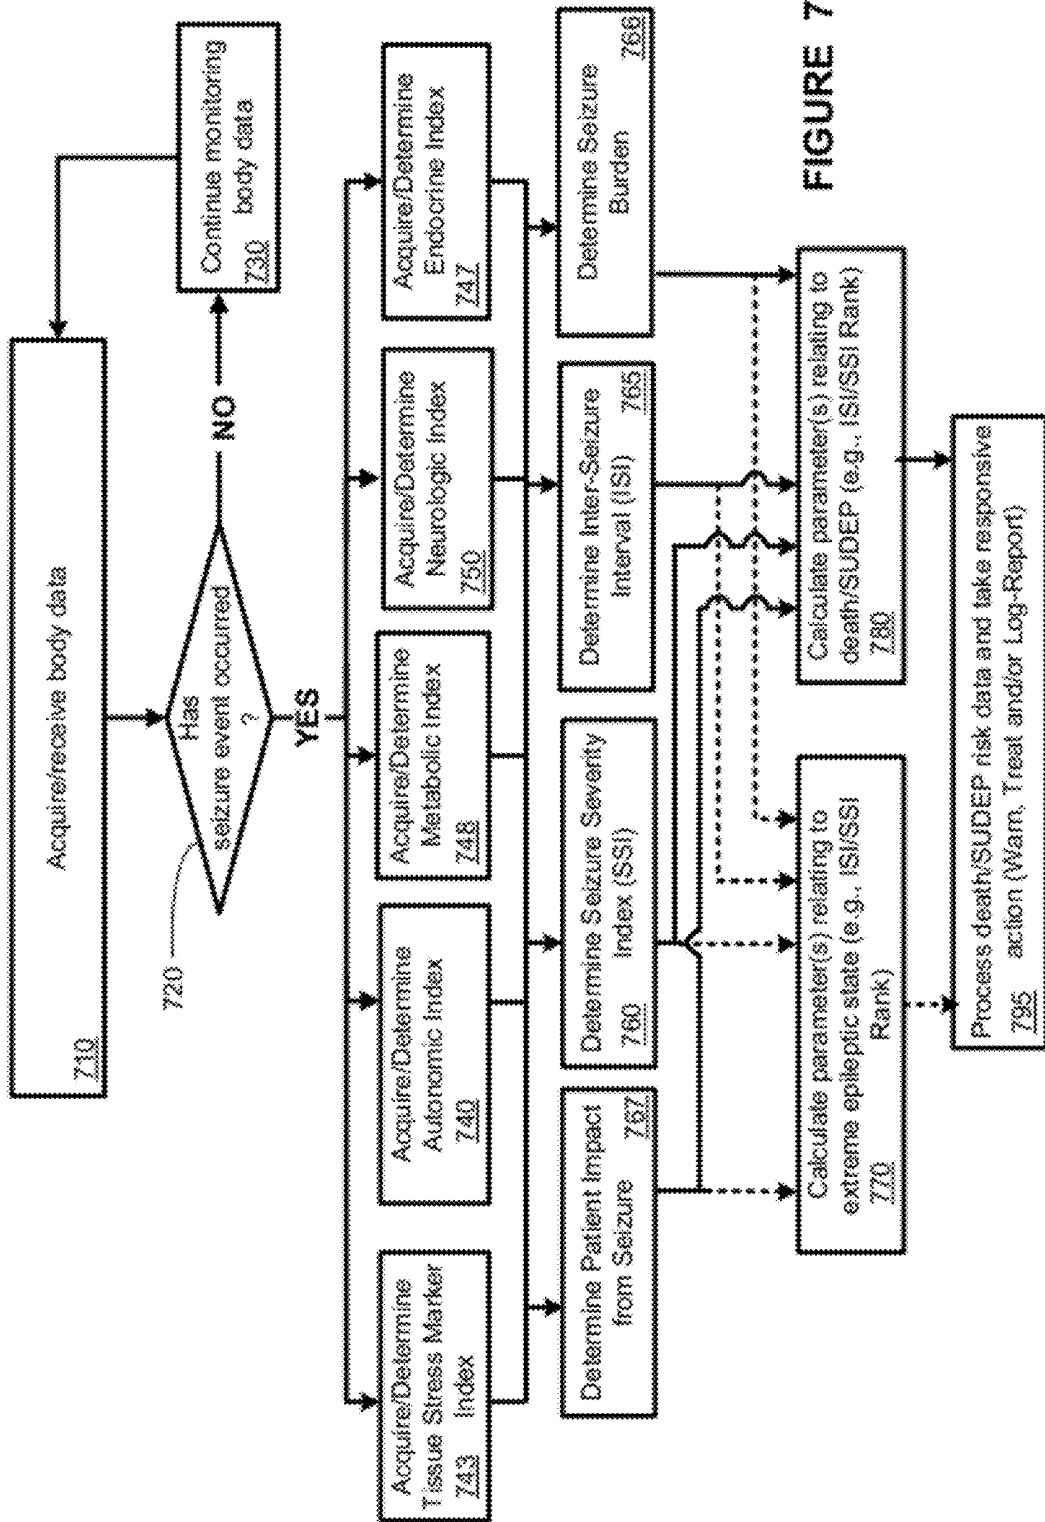 Acquire/receive body data
710
Has
seizure event occurred
?
720
NO
Continue monitoring
body data
730
YES
Acquire/Determine
Tissue Stress Marker
Index
743
Acquire/Determine
Autonomic Index
740
Acquire/Determine
Metabolic Index
748
Acquire/Determine
Neurologic Index
750
Acquire/Determine
Endocrine Index
747
Determine Patient Impact
from Seizure
767
Determine Seizure Severity
Index (SSI)
760
Determine Inter-Seizure
Interval (ISI)
765
Determine Seizure
Burden
766
Calculate parameter(s) relating to
extreme epileptic state (e.g., ISI/SSI
Rank)
770
Calculate parameter(s) relating to
death/SUDEP (e.g., ISI/SSI Rank)
780
Process death/SUDEP risk data and take responsive
action (Warn, Treat and/or Log-Report)
795
FIGURE 7